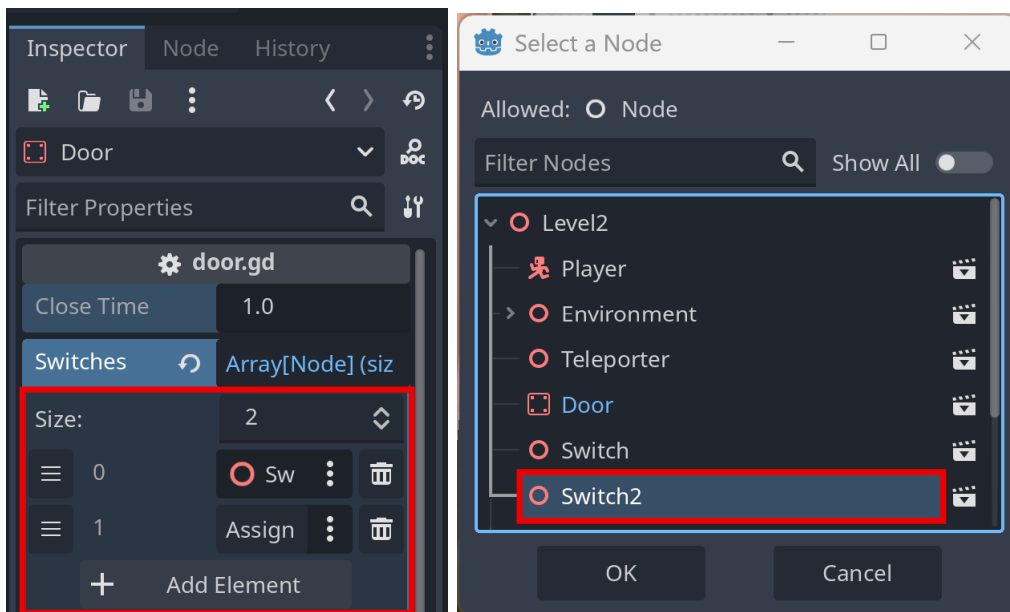 Inspector Node History
Door
DOC
Filter Properties
door.gd
Close Time 1.0
Switches Array[Node] (siz
Size: 2
0 Sw
1 Assign
Add Element
Select a Node
Allowed: Node
Filter Nodes Show All
Level2
Player
Environment
Teleporter
Door
Switch
Switch2
OK Cancel